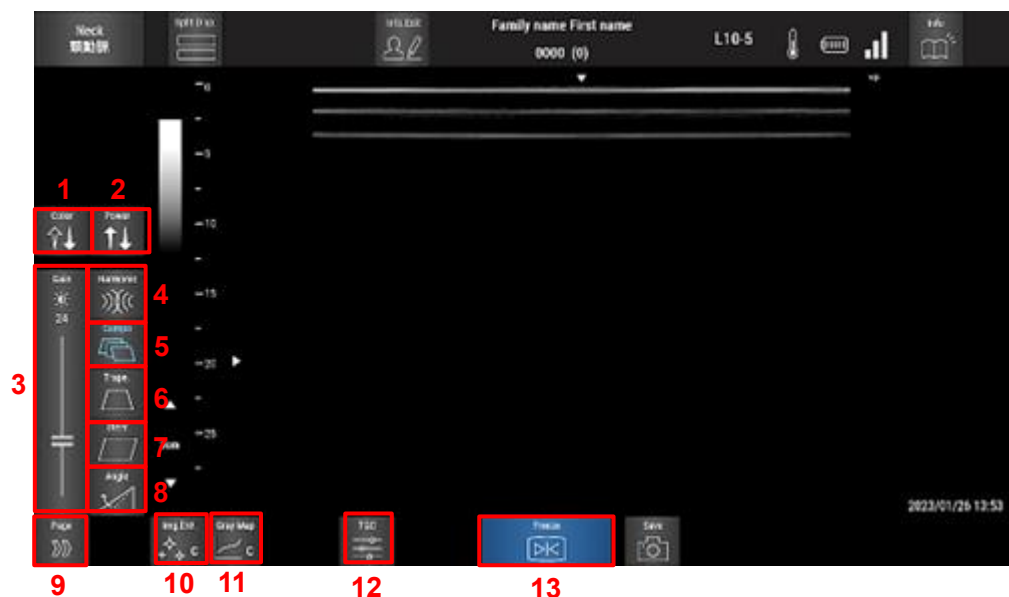 Neck
頸動脈
Split Disp.
Info.Edit
Family name First name
0000 (0)
L10-5
Info
0
5
10
15
20
25
1
2
Color
Power
Gain
24
Harmonic
4
Compo
5
3
Trape.
6
7
Angle
8
2023/01/26 13:53
Page
Img.Enh
C
Gray Map
C
TGC
Freeze
Save
9
10
11
12
13